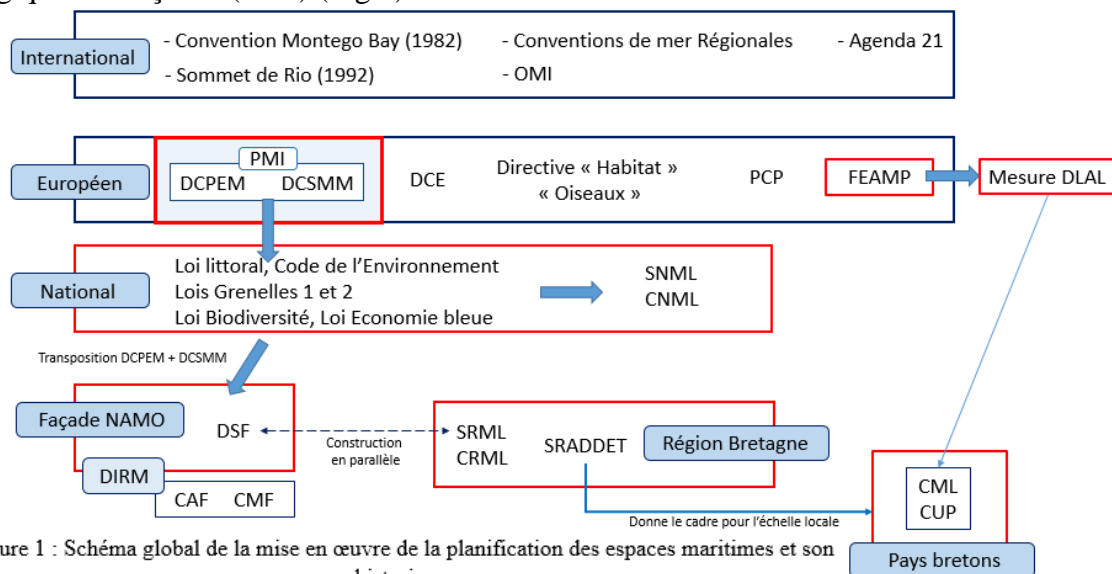 International
- Convention Montego Bay (1982) - Conventions de mer Régionales - Agenda 21
- Sommet de Rio (1992) - OMI
Européen
PMI
DCPEM DCSMM
DCE
Directive « Habitat »
« Oiseaux »
PCP
FEAMP
Mesure DLAL
National
Loi littoral, Code de l’Environnement
Lois Grenelles 1 et 2
Loi Biodiversité, Loi Economie bleue
SNML
CNML
Transposition DCPEM + DCSMM
Façade NAMO
DSF
DIRM
CAF CMF
Construction
en parallèle
SRML
CRML
SRADDET
Région Bretagne
Donne le cadre pour l’échelle locale
CML
CUP
Pays bretons
ure 1 : Schéma global de la mise en œuvre de la planification des espaces maritimes et son